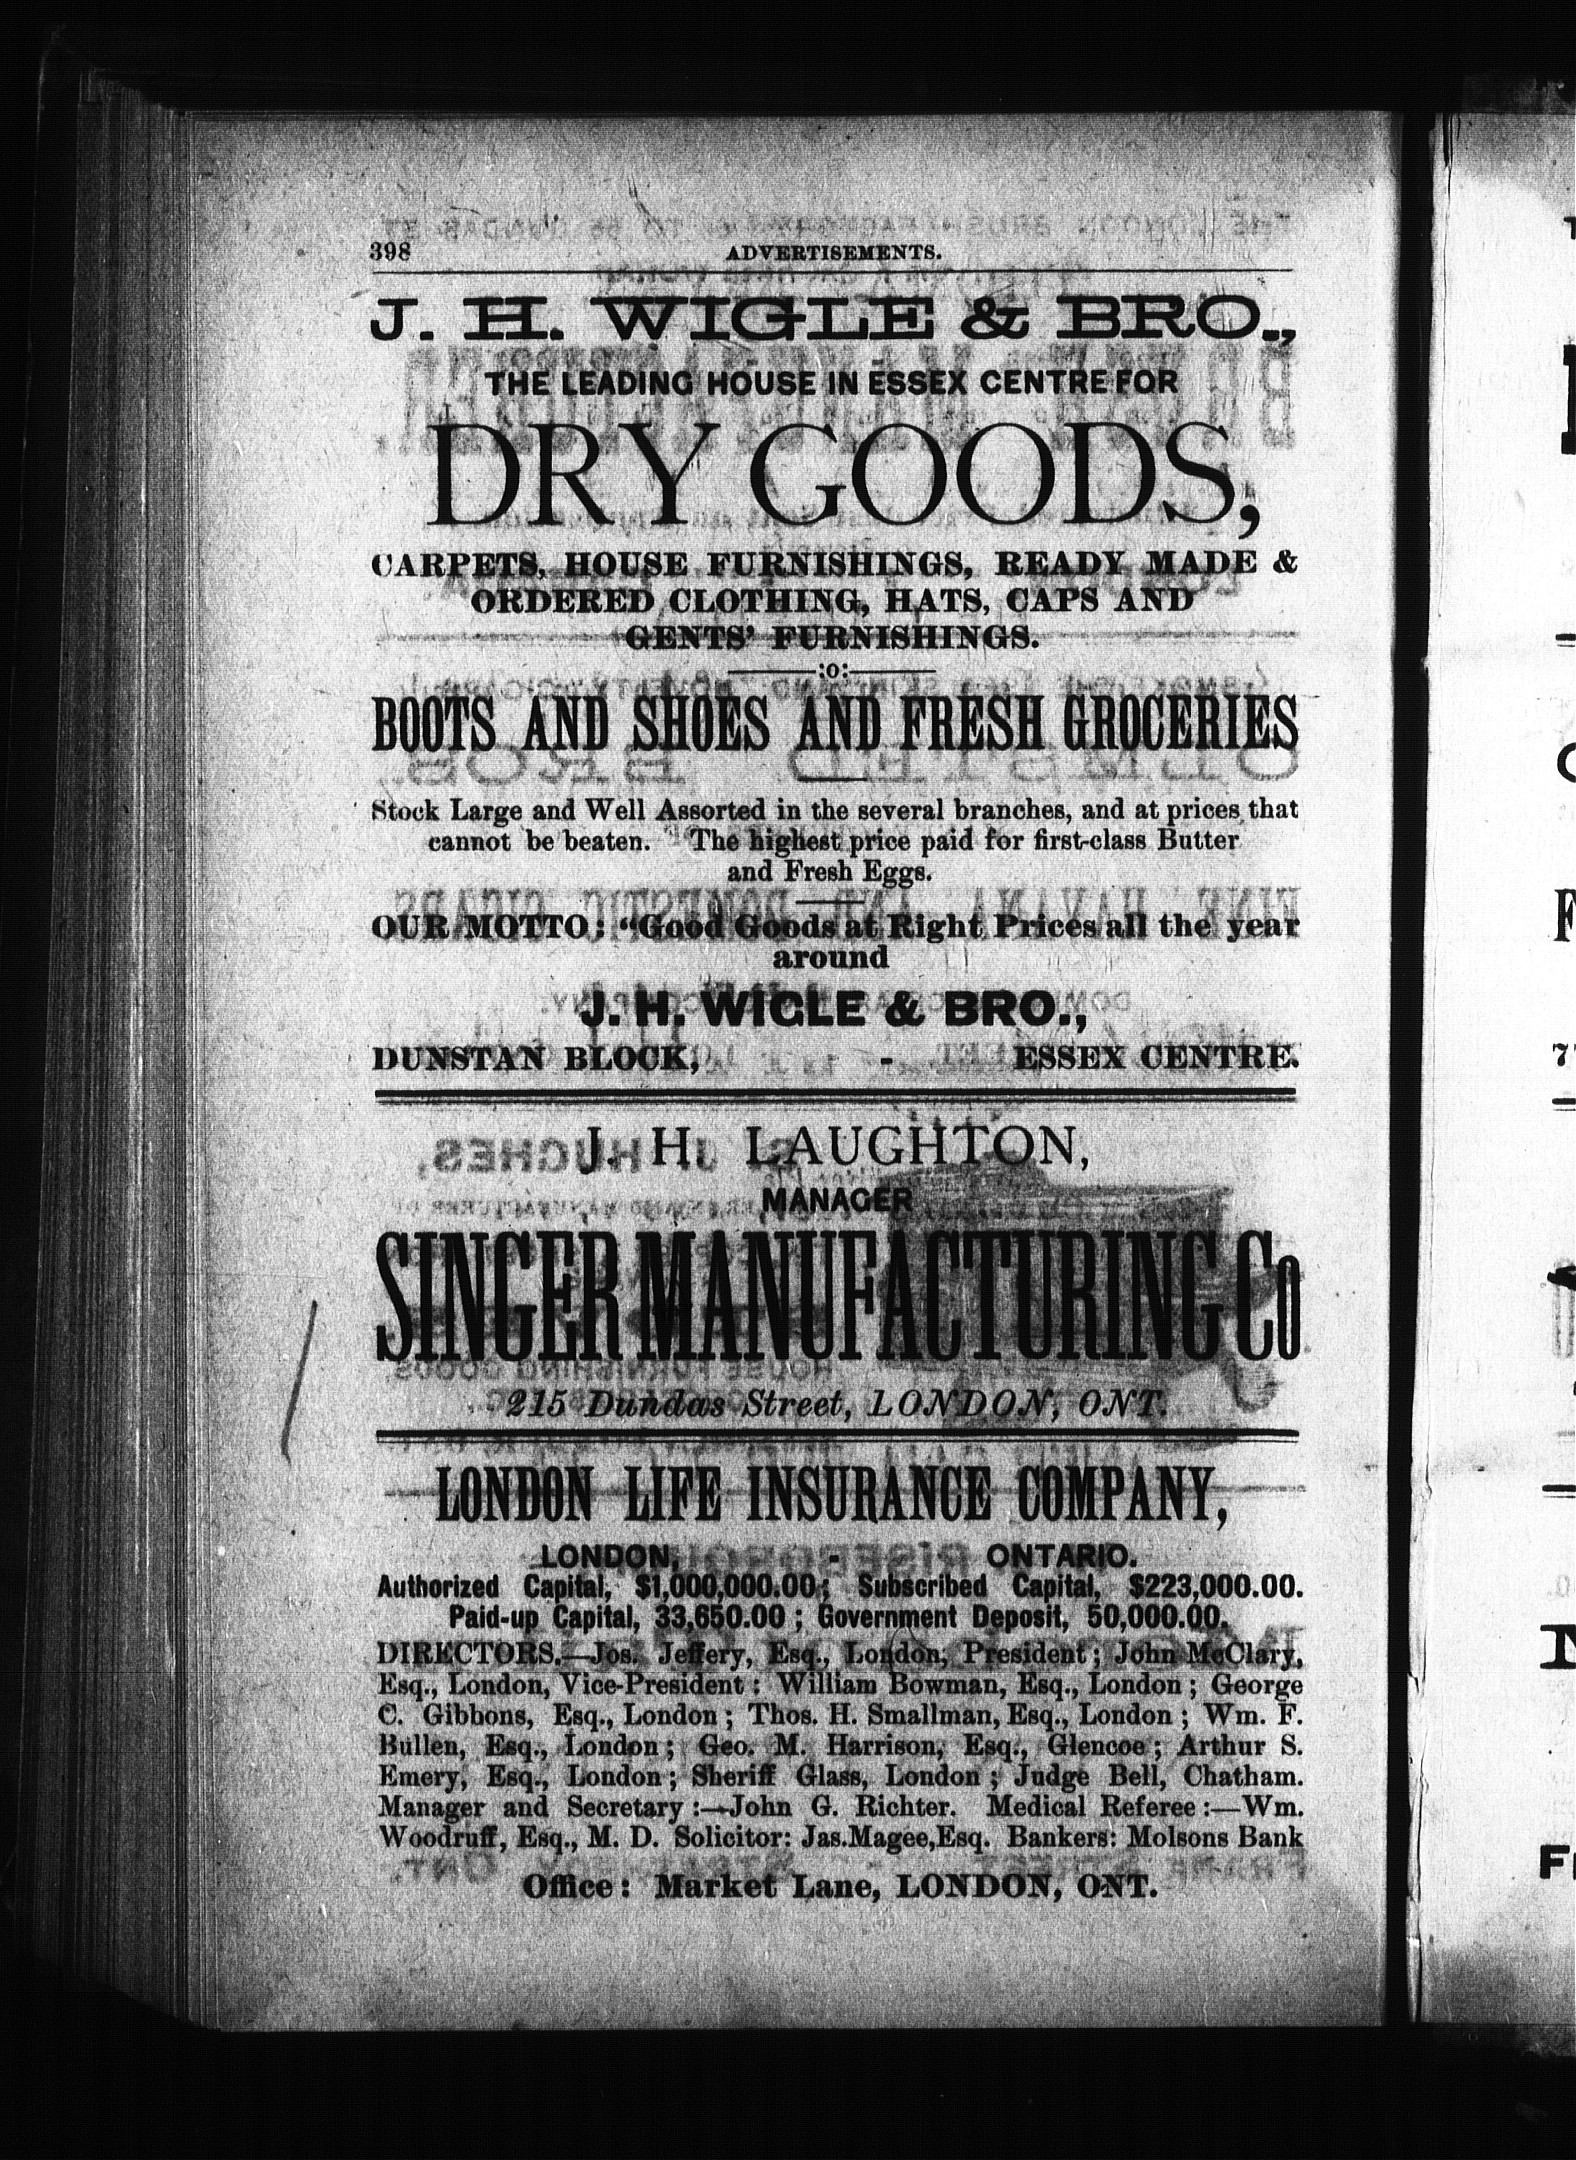 398 ADVERTISEMENTS.
J. H. WIGLE & BRO.,
THE LEADING HOUSE IN ESSEX CENTRE FOR
DRY GOODS,
CARPETS, HOUSE FURNISHINGS, READY MADE &
ORDERED CLOTHING, HATS, CAPS AND
GENTS' FURNISHINGS.
:o:
BOOTS AND SHOES AND FRESH GROCERIES
Stock Large and Well Assorted in the several branches, and at prices that
cannot be beaten. The highest price paid for first-class Butter
and Fresh Eggs.
OUR MOTTO: "Good Goods at Right Prices all the year
around
J. H. WIGLE & BRO.,
DUNSTAN BLOCK, - ESSEX CENTRE.
J. H. LAUGHTON,
MANAGER
SINGER MANUFACTURING Co
215 Dundas Street, LONDON, ONT.
LONDON LIFE INSURANCE COMPANY,
LONDON, - ONTARIO.
Authorized Capital, $1,000,000.00; Subscribed Capital, $223,000.00.
Paid-up Capital, 33,650.00; Government Deposit, 50,000.00.
DIRECTORS.—Jos. Jeffery, Esq., London, President; John McClary,
Esq., London, Vice-President: William Bowman, Esq., London; George
C. Gibbons, Esq., London; Thos. H. Smallman, Esq., London; Wm. F.
Bullen, Esq., London; Geo. M. Harrison, Esq., Glencoe; Arthur S.
Emery, Esq., London; Sheriff Glass, London; Judge Bell, Chatham.
Manager and Secretary:—John G. Richter. Medical Referee:—Wm.
Woodruff, Esq., M. D. Solicitor: Jas.Magee,Esq. Bankers: Molsons Bank
Office: Market Lane, LONDON, ONT.